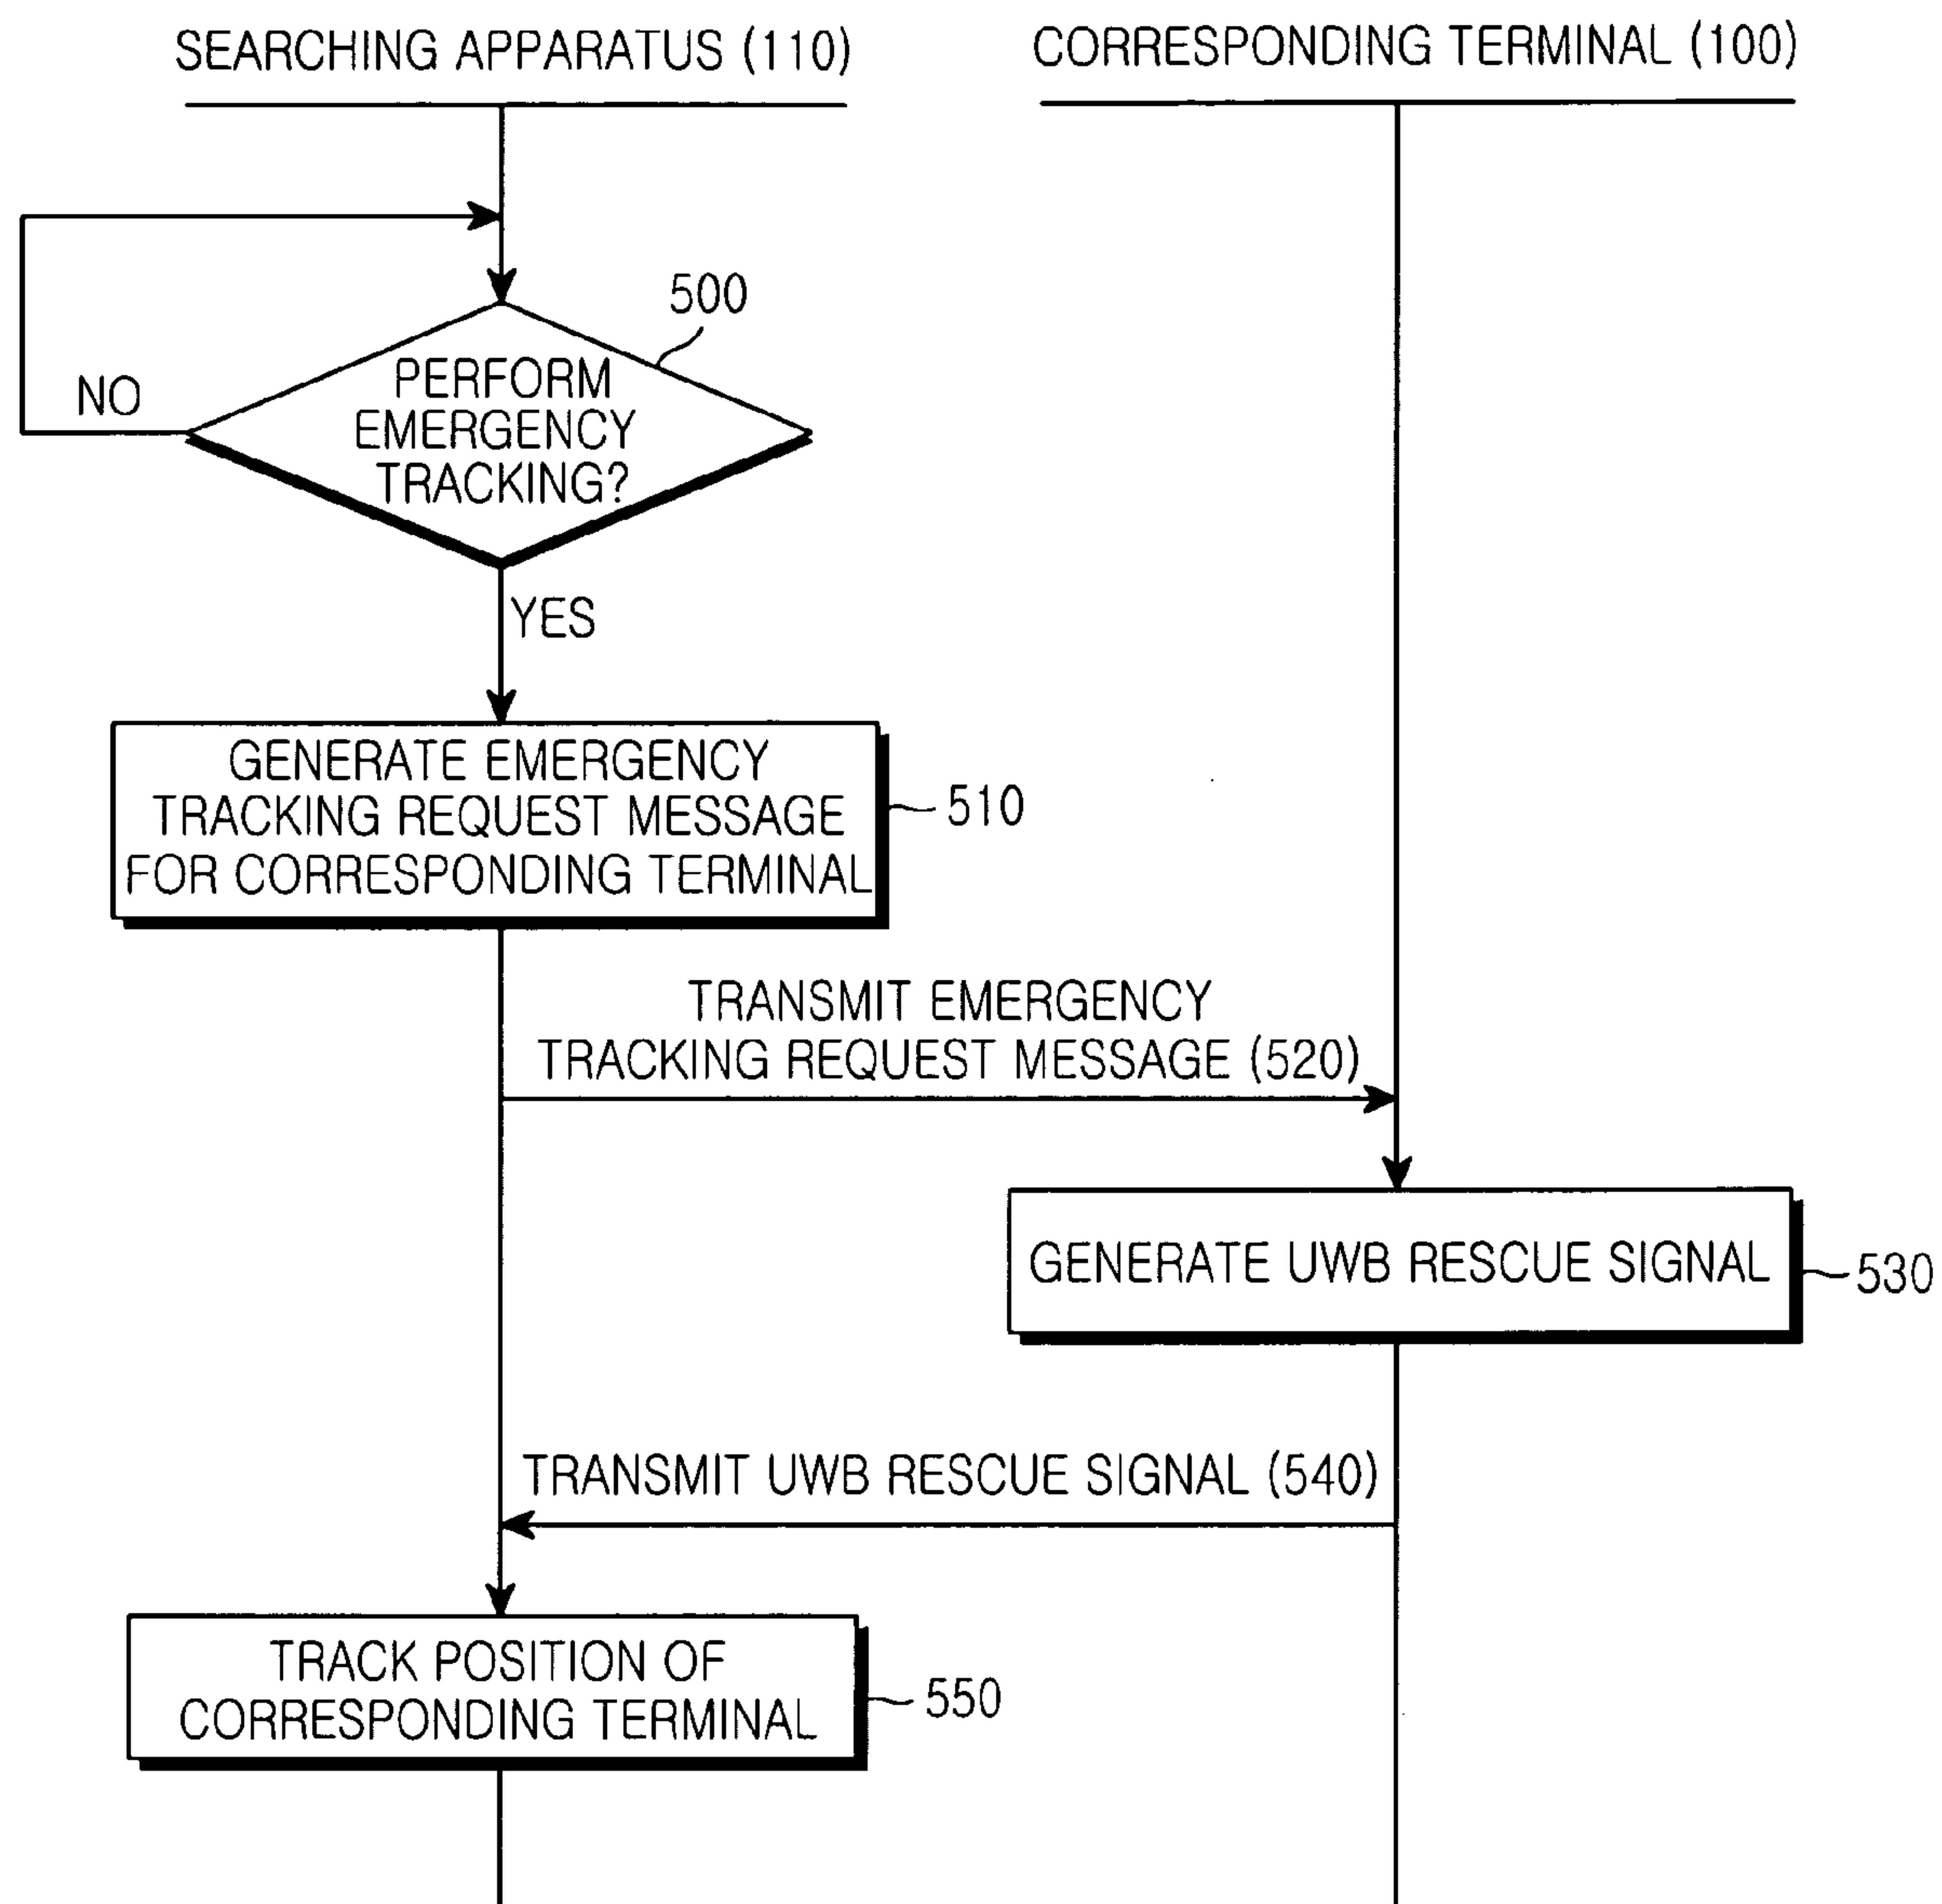 SEARCHING APPARATUS (110)
CORRESPONDING TERMINAL (100)
500
PERFORM
EMERGENCY
TRACKING?
NO
YES
GENERATE EMERGENCY
TRACKING REQUEST MESSAGE
FOR CORRESPONDING TERMINAL
510
TRANSMIT EMERGENCY
TRACKING REQUEST MESSAGE (520)
GENERATE UWB RESCUE SIGNAL
530
TRANSMIT UWB RESCUE SIGNAL (540)
TRACK POSITION OF
CORRESPONDING TERMINAL
550